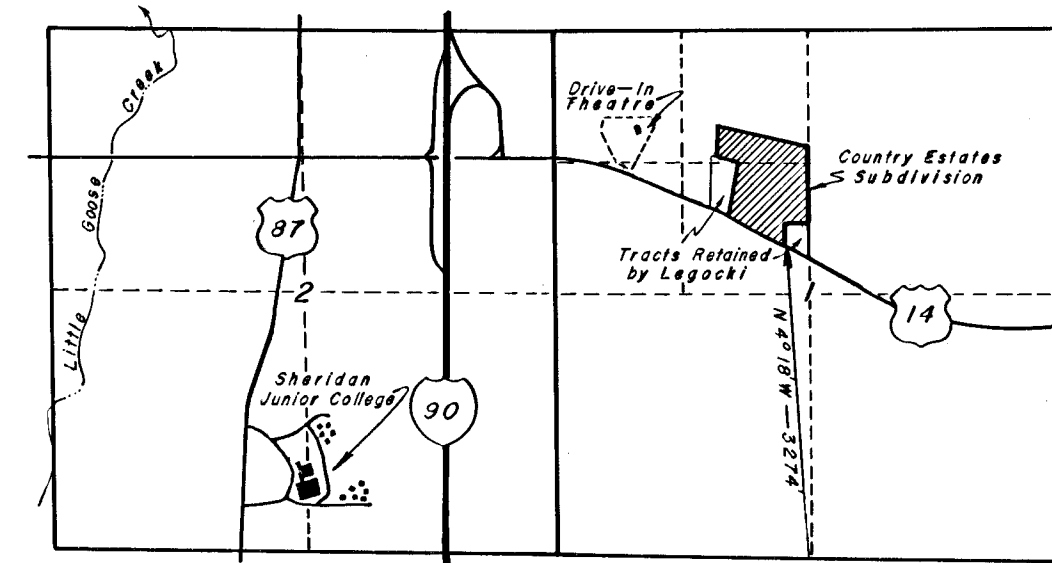 Drive-In
Theatre
Country Estates
Subdivision
Creek
Goose
Little
87
Tracts Retained
by Legocki
2
1
14
N 4° 18' W — 3274'
Sheridan
Junior College
90